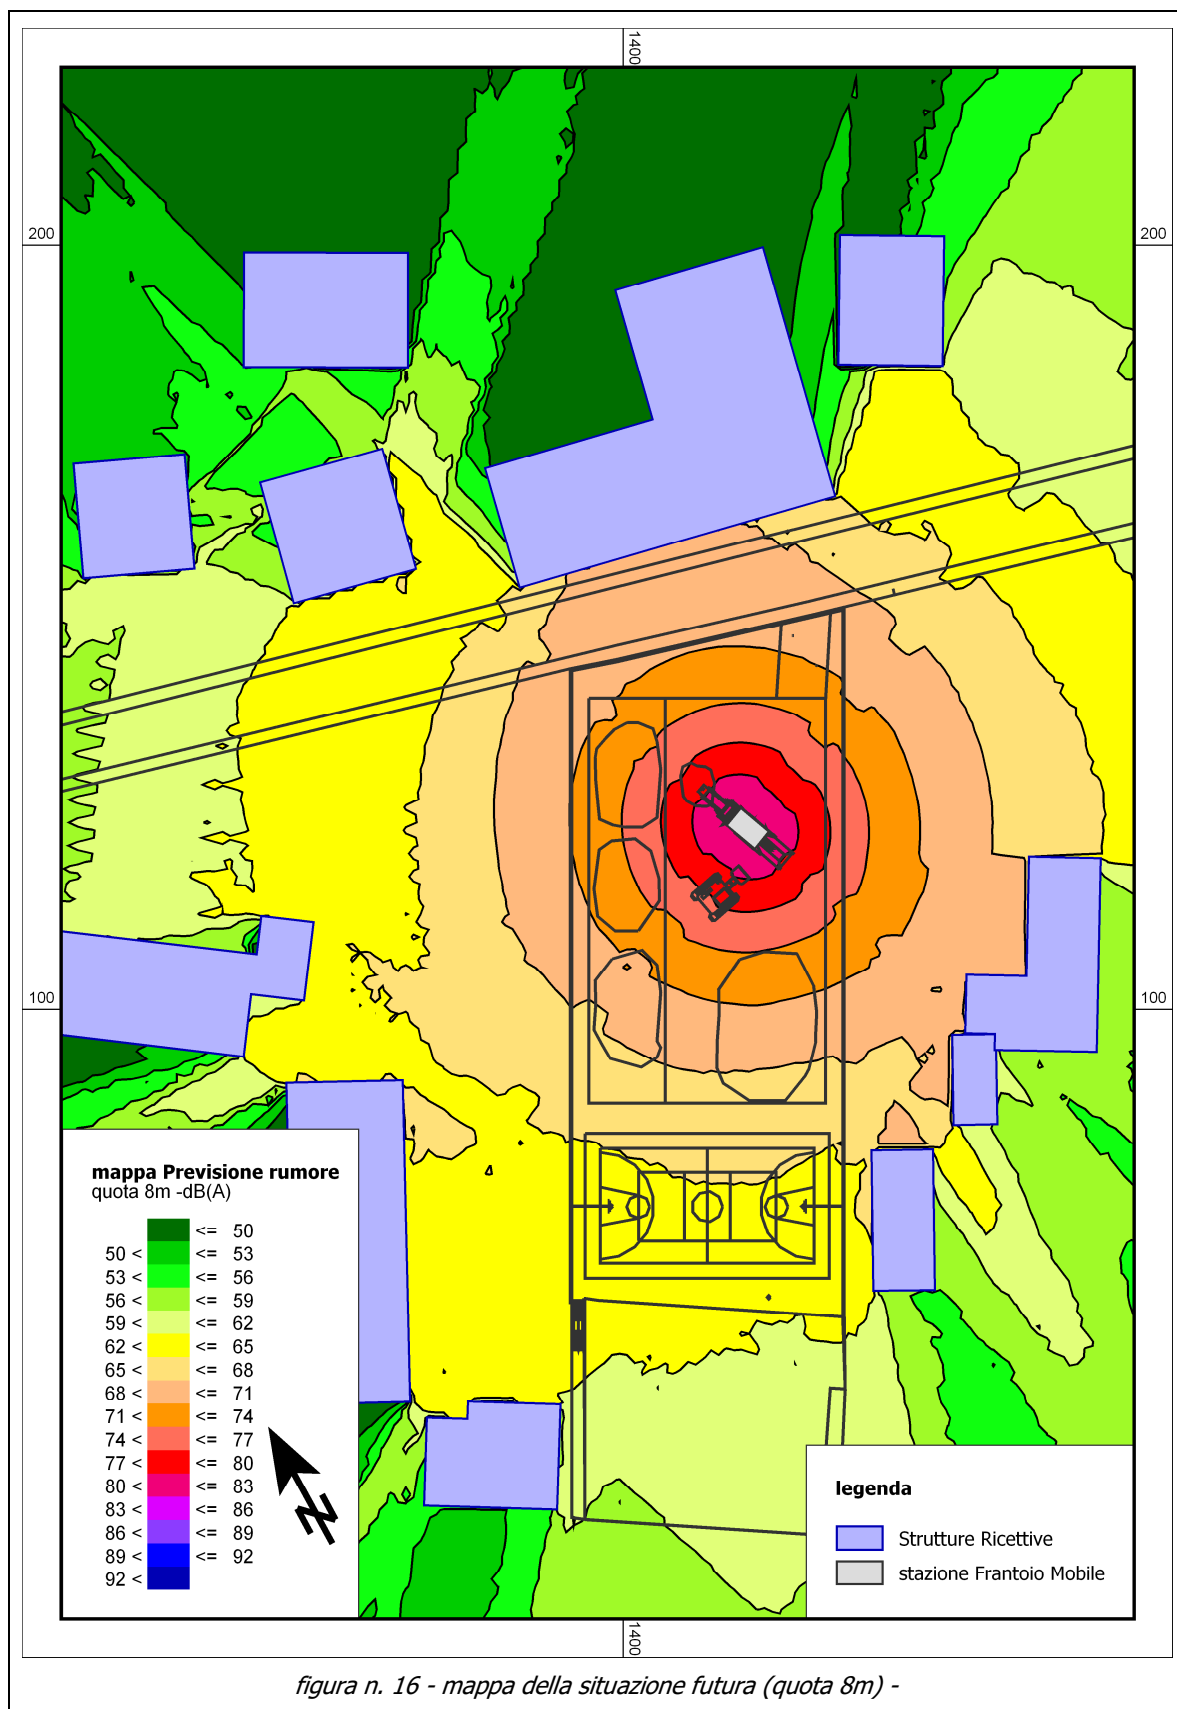 1400
200 200
100 100
mappa Previsione rumore
quota 8m -dB(A)
<= 50
50 < <= 53
53 < <= 56
56 < <= 59
59 < <= 62
62 < <= 65
65 < <= 68
68 < <= 71
71 < <= 74
74 < <= 77
77 < <= 80
80 < <= 83
83 < <= 86
86 < <= 89
89 < <= 92
92 <
N
legenda
Strutture Ricettive
stazione Frantoio Mobile
1400
figura n. 16 - mappa della situazione futura (quota 8m) -